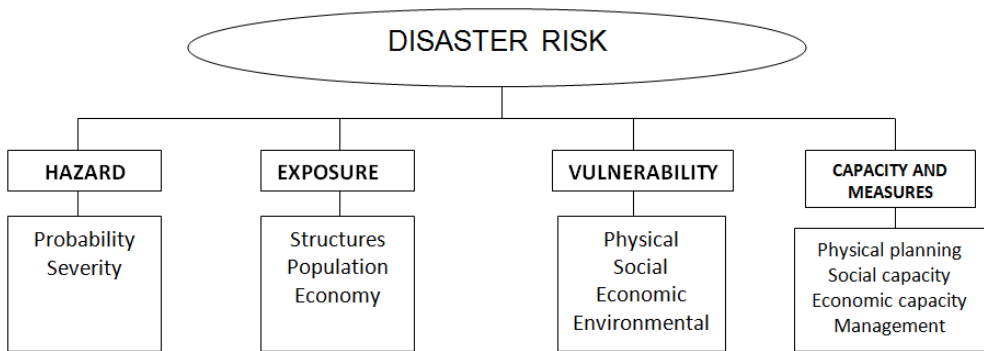 DISASTER RISK
HAZARD
Probability
Severity
EXPOSURE
Structures
Population
Economy
VULNERABILITY
Physical
Social
Economic
Environmental
CAPACITY AND
MEASURES
Physical planning
Social capacity
Economic capacity
Management